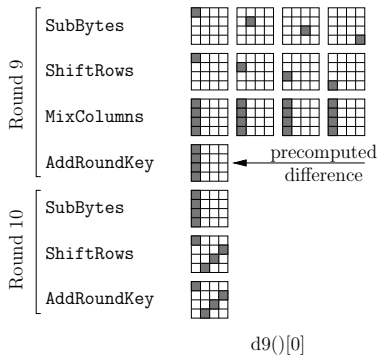 Round 9
SubBytes
ShiftRows
MixColumns
AddRoundKey
precomputed
difference
Round 10
SubBytes
ShiftRows
AddRoundKey
d9()[0]